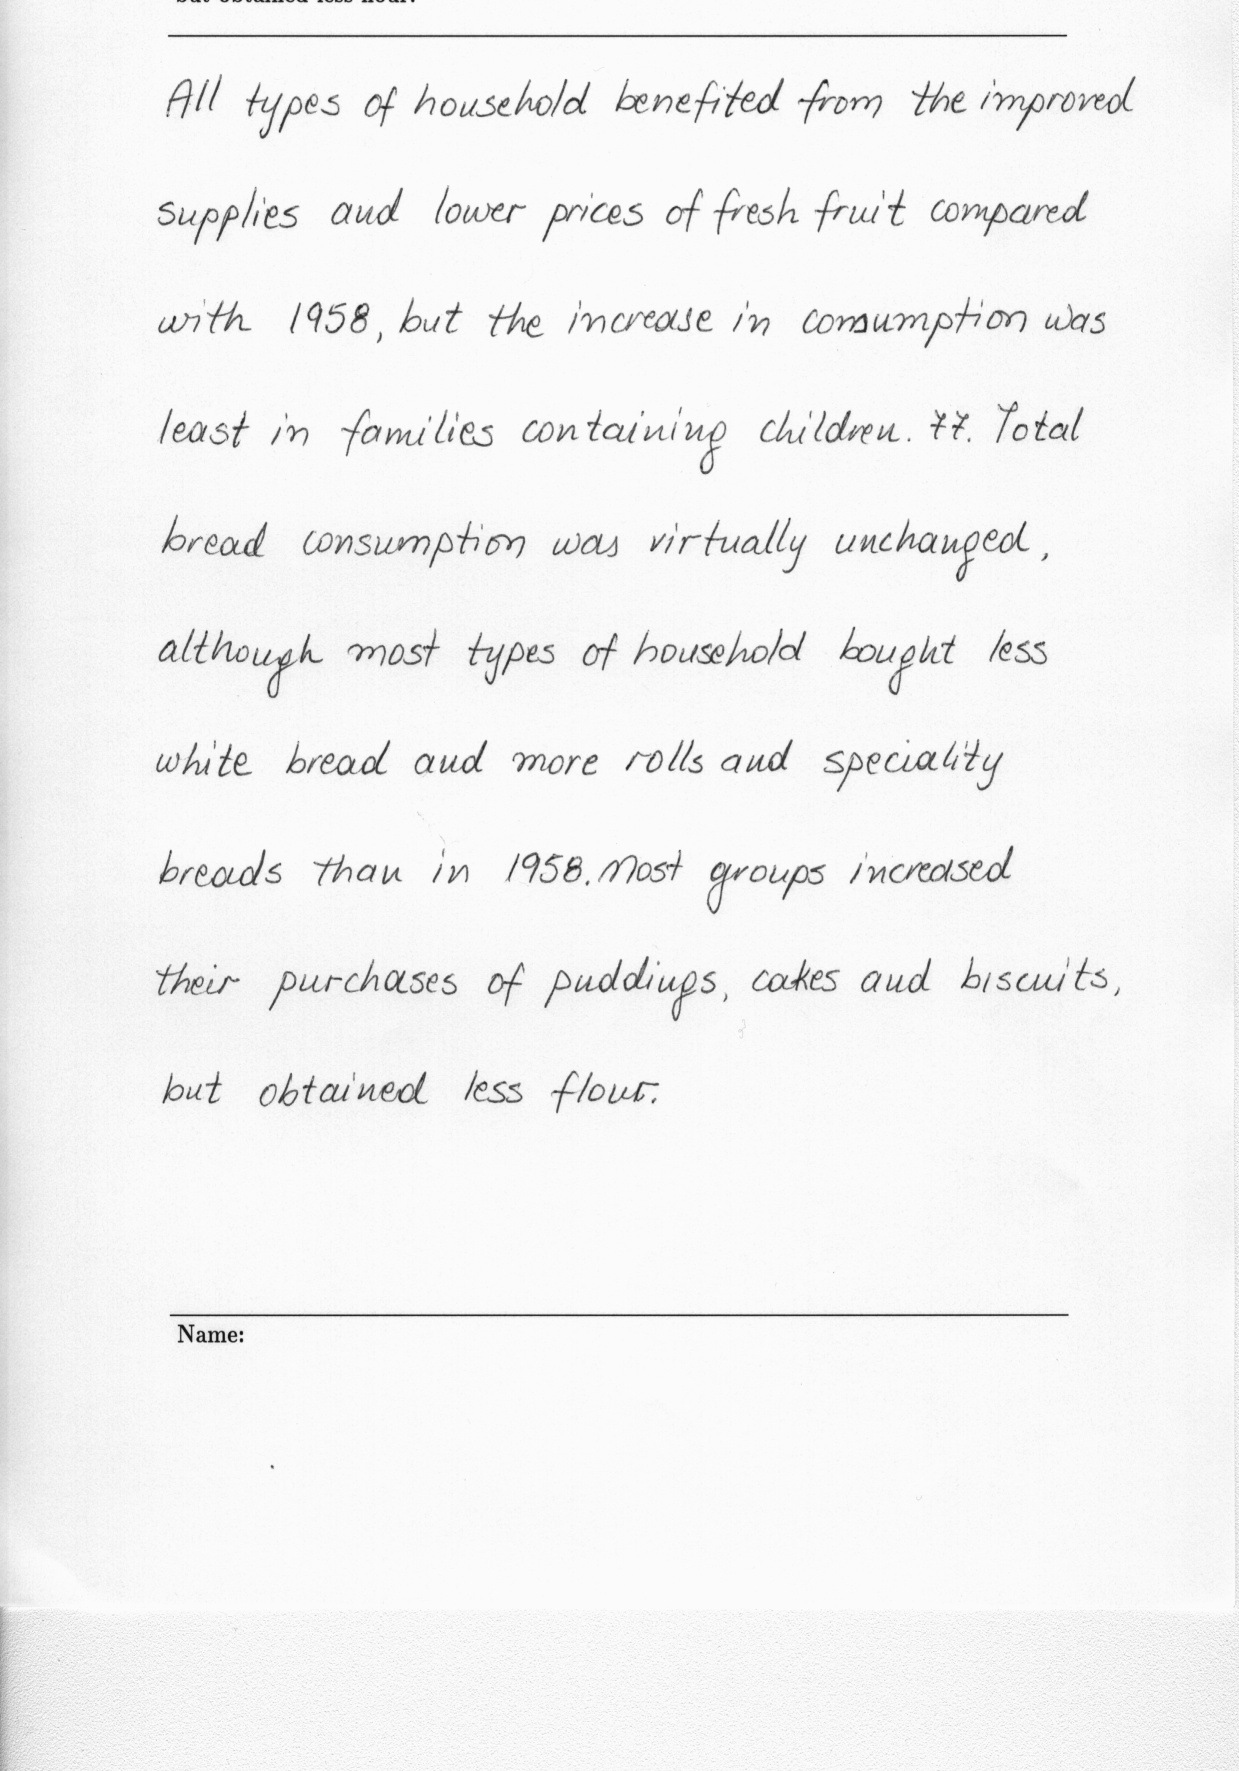 but obtained less flour.
All types of household benefited from the improved
supplies and lower prices of fresh fruit compared
with 1958, but the increase in consumption was
least in families containing children. 77. Total
bread consumption was virtually unchanged,
although most types of household bought less
white bread and more rolls and speciality
breads than in 1958. Most groups increased
their purchases of puddings, cakes and biscuits,
but obtained less flour.
Name: